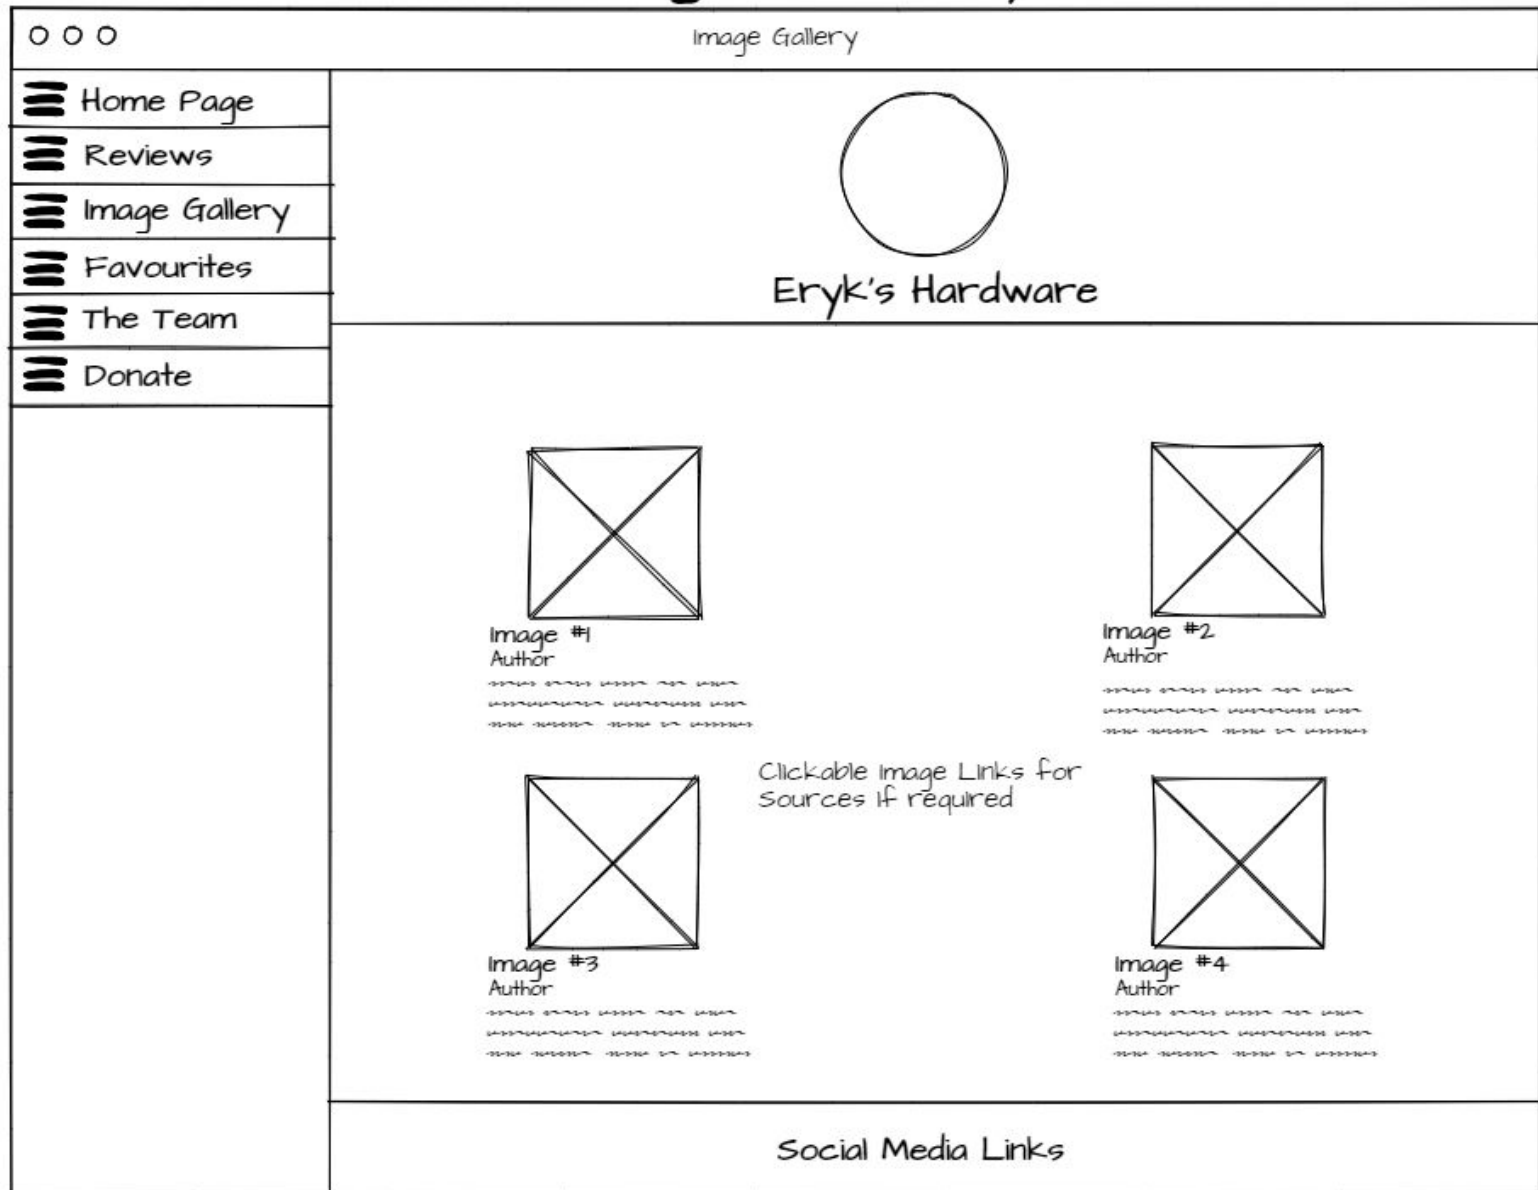 Image Gallery
Home Page
Reviews
Image Gallery
Favourites
The Team
Donate
Eryk's Hardware
Image #1
Author
Image #2
Author
Clickable Image Links for
Sources if required
Image #3
Author
Image #4
Author
Social Media Links